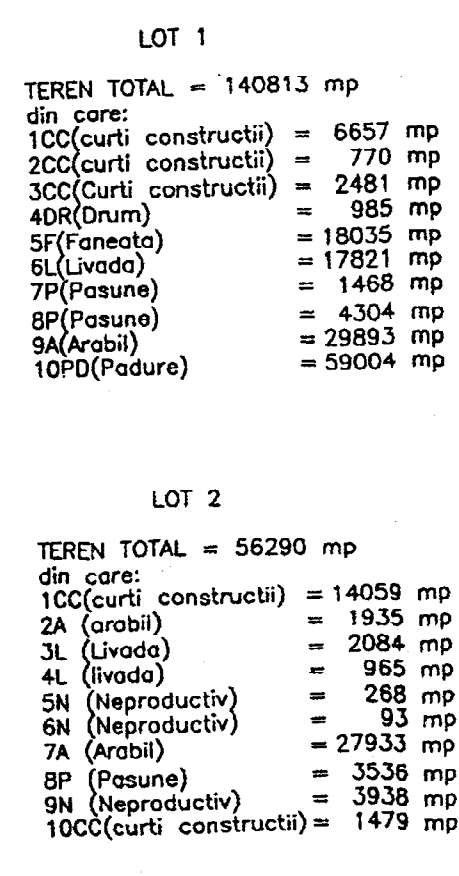 LOT 1
TEREN TOTAL = 140813 mp
din care:
1CC(curti constructii) = 6657 mp
2CC(curti constructii) = 770 mp
3CC(Curti constructii) = 2481 mp
4DR(Drum) = 985 mp
5F(Faneata) = 18035 mp
6L(Livada) = 17821 mp
7P(Pasune) = 1468 mp
8P(Pasune) = 4304 mp
9A(Arabil) = 29893 mp
10PD(Padure) = 59004 mp
LOT 2
TEREN TOTAL = 56290 mp
din care:
1CC(curti constructii) = 14059 mp
2A (arabil) = 1935 mp
3L (Livada) = 2084 mp
4L (livada) = 965 mp
5N (Neproductiv) = 268 mp
6N (Neproductiv) = 93 mp
7A (Arabil) = 27933 mp
8P (Pasune) = 3536 mp
9N (Neproductiv) = 3938 mp
10CC(curti constructii) = 1479 mp